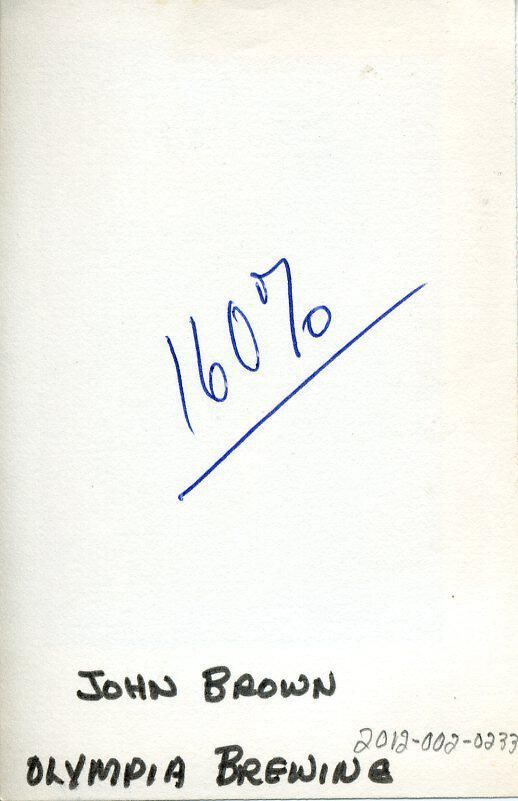 160%
JOHN BROWN
2012-002-0233
OLYMPIA BREWING